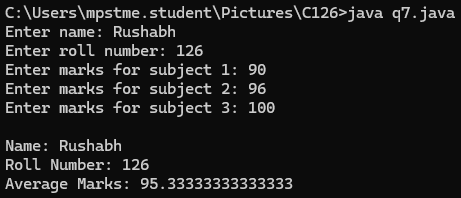 C:\Users\mpstme.student\Pictures\C126>java q7.java
Enter name: Rushabh
Enter roll number: 126
Enter marks for subject 1: 90
Enter marks for subject 2: 96
Enter marks for subject 3: 100
Name: Rushabh
Roll Number: 126
Average Marks: 95.33333333333333